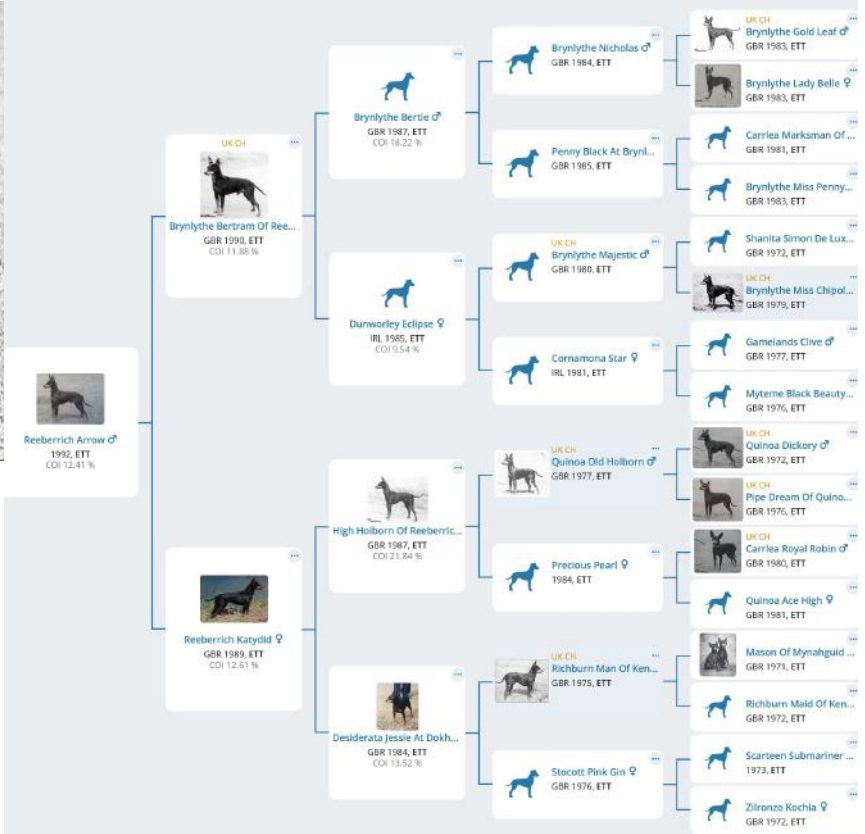 Reeberrich Arrow ♂
1992, ETT
COI 12.41 %
UK CH
Brynlythe Bertram Of Ree...
GBR 1990, ETT
COI 11.88 %
Reeberrich Katydid ♀
GBR 1989, ETT
COI 12.61 %
Brynlythe Bertie ♂
GBR 1987, ETT
COI 18.22 %
Dunworley Eclipse ♀
IRL 1985, ETT
COI 9.54 %
High Holborn Of Reeberric...
GBR 1987, ETT
COI 21.84 %
Desiderata Jessie At Dokh...
GBR 1984, ETT
COI 13.52 %
Brynlythe Nicholas ♂
GBR 1984, ETT
Penny Black At Brynl...
GBR 1985, ETT
UK CH
Brynlythe Majestic ♂
GBR 1980, ETT
Cornamona Star ♀
IRL 1981, ETT
UK CH
Quinoa Old Holborn ♂
GBR 1977, ETT
Precious Pearl ♀
1984, ETT
UK CH
Richburn Man Of Ken...
GBR 1975, ETT
Stocott Pink Gin ♀
GBR 1976, ETT
UK CH
Brynlythe Gold Leaf ♂
GBR 1983, ETT
Brynlythe Lady Belle ♀
GBR 1983, ETT
Carrlea Marksman Of ...
GBR 1981, ETT
Brynlythe Miss Penny...
GBR 1983, ETT
Shanita Simon De Lux...
GBR 1972, ETT
UK CH
Brynlythe Miss Chipol...
GBR 1979, ETT
Gamelands Clive ♂
GBR 1977, ETT
Myterne Black Beauty...
GBR 1976, ETT
UK CH
Quinoa Dickory ♂
GBR 1972, ETT
UK CH
Pipe Dream Of Quino...
GBR 1976, ETT
UK CH
Carrlea Royal Robin ♂
GBR 1980, ETT
Quinoa Ace High ♀
GBR 1981, ETT
Mason Of Mynahguid ...
GBR 1971, ETT
Richburn Maid Of Ken...
GBR 1972, ETT
Scarteen Submariner ...
1973, ETT
Zilronzo Kochia ♀
GBR 1972, ETT